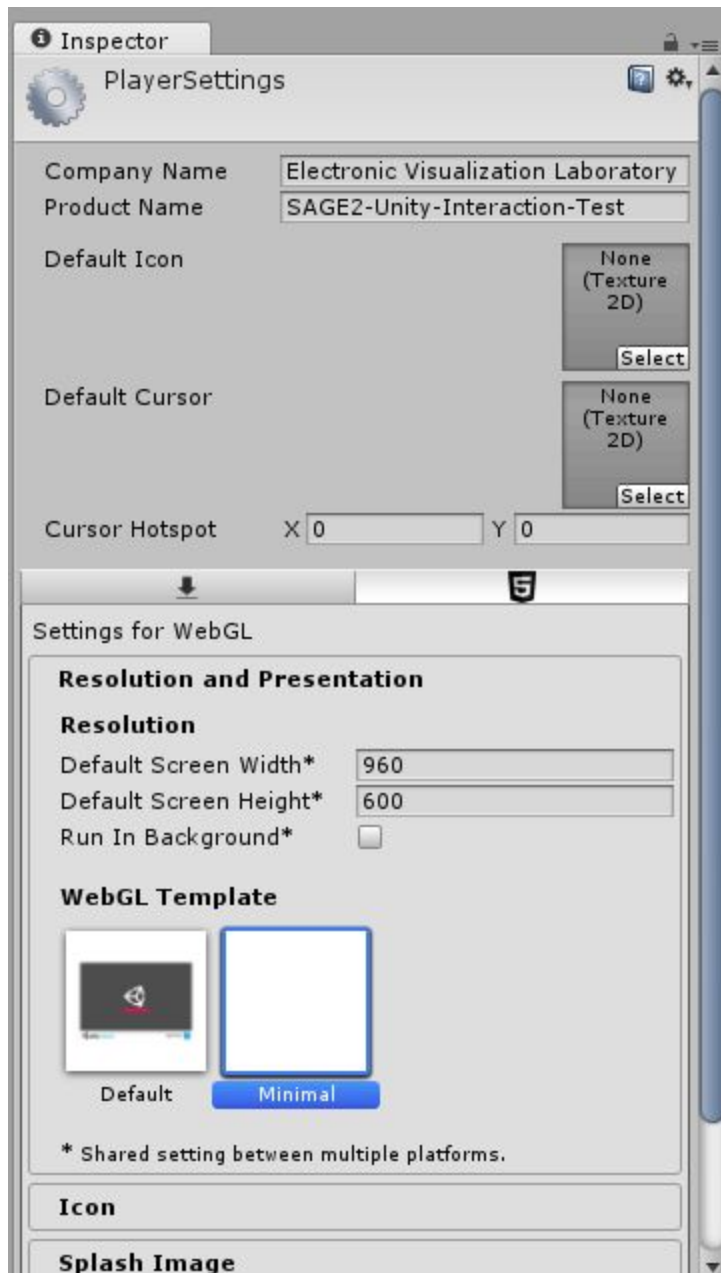 Inspector
PlayerSettings
Company Name Electronic Visualization Laboratory
Product Name SAGE2-Unity-Interaction-Test
Default Icon
None
(Texture
2D)
Select
Default Cursor
None
(Texture
2D)
Select
Cursor Hotspot X 0 Y 0
Settings for WebGL
Resolution and Presentation
Resolution
Default Screen Width* 960
Default Screen Height* 600
Run In Background*
WebGL Template
Default Minimal
* Shared setting between multiple platforms.
Icon
Splash Image